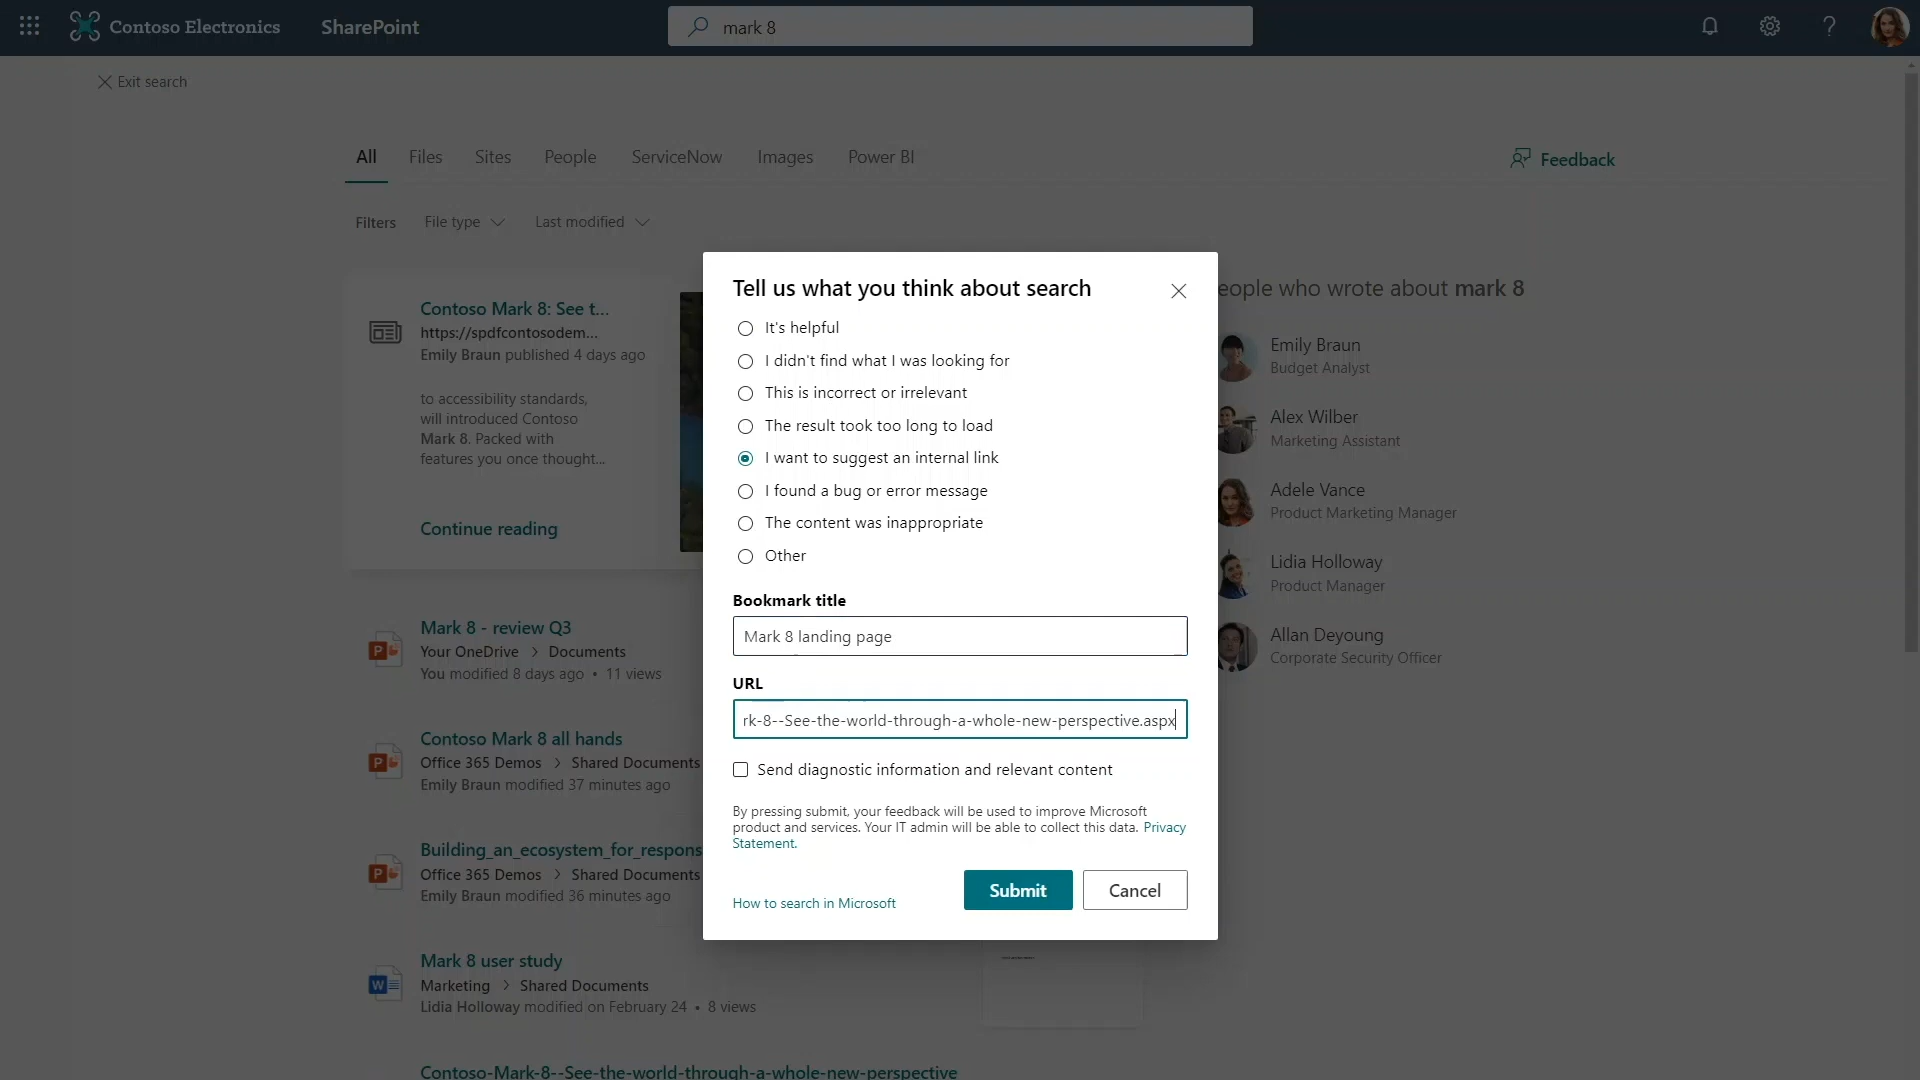 Contoso Electronics
SharePoint
mark 8
Exit search
All
Files
Sites
People
ServiceNow
Images
Power BI
Feedback
Filters
File type
Last modified
Contoso Mark 8: See t...
https://spdfcontosodem...
Emily Braun published 4 days ago
to accessibility standards,
will introduced Contoso
Mark 8. Packed with
features you once thought...
Continue reading
Mark 8 - review Q3
Your OneDrive > Documents
You modified 8 days ago • 11 views
Contoso Mark 8 all hands
Office 365 Demos > Shared Documents
Emily Braun modified 37 minutes ago
Building_an_ecosystem_for_respons
Office 365 Demos > Shared Documents
Emily Braun modified 36 minutes ago
Mark 8 user study
Marketing > Shared Documents
Lidia Holloway modified on February 24 • 8 views
Contoso-Mark-8--See-the-world-through-a-whole-new-perspective
Tell us what you think about search
It's helpful
I didn't find what I was looking for
This is incorrect or irrelevant
The result took too long to load
I want to suggest an internal link
I found a bug or error message
The content was inappropriate
Other
Bookmark title
Mark 8 landing page
URL
rk-8--See-the-world-through-a-whole-new-perspective.aspx
Send diagnostic information and relevant content
By pressing submit, your feedback will be used to improve Microsoft
product and services. Your IT admin will be able to collect this data. Privacy
Statement.
How to search in Microsoft
Submit
Cancel
eople who wrote about mark 8
Emily Braun
Budget Analyst
Alex Wilber
Marketing Assistant
Adele Vance
Product Marketing Manager
Lidia Holloway
Product Manager
Allan Deyoung
Corporate Security Officer